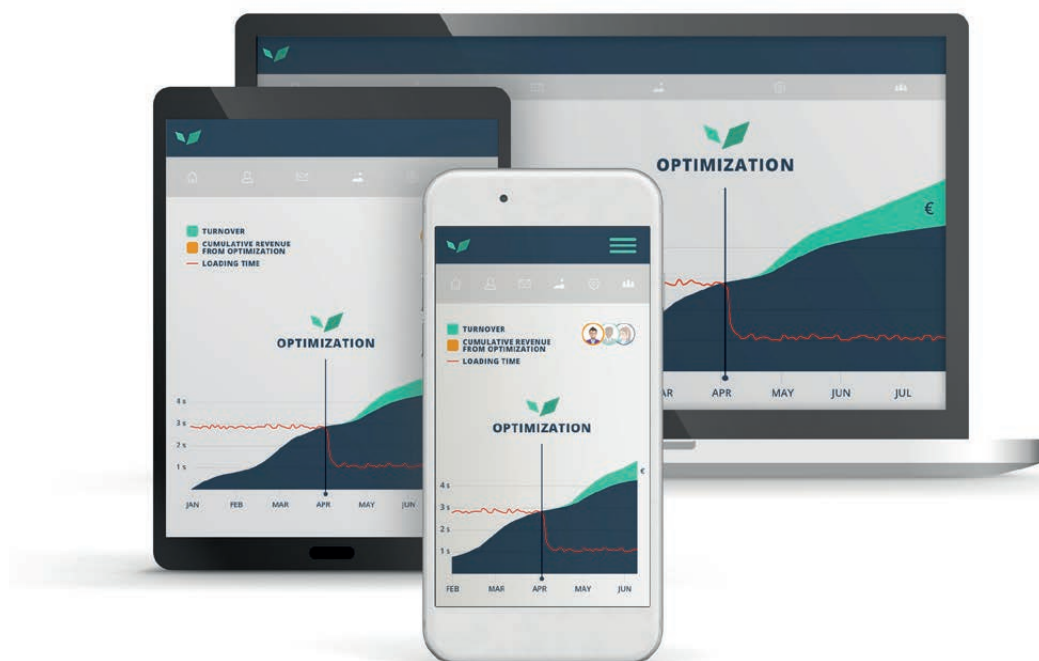 OPTIMIZATION
€
AR
APR
MAY
JUN
JUL
TURNOVER
CUMULATIVE REVENUE
FROM OPTIMIZATION
LOADING TIME
OPTIMIZATION
4 s
3 s
2 s
1 s
JAN
FEB
MAR
APR
MAY
JUN
TURNOVER
CUMULATIVE REVENUE
FROM OPTIMIZATION
LOADING TIME
OPTIMIZATION
€
4 s
3 s
2 s
1 s
FEB
MAR
APR
MAY
JUN